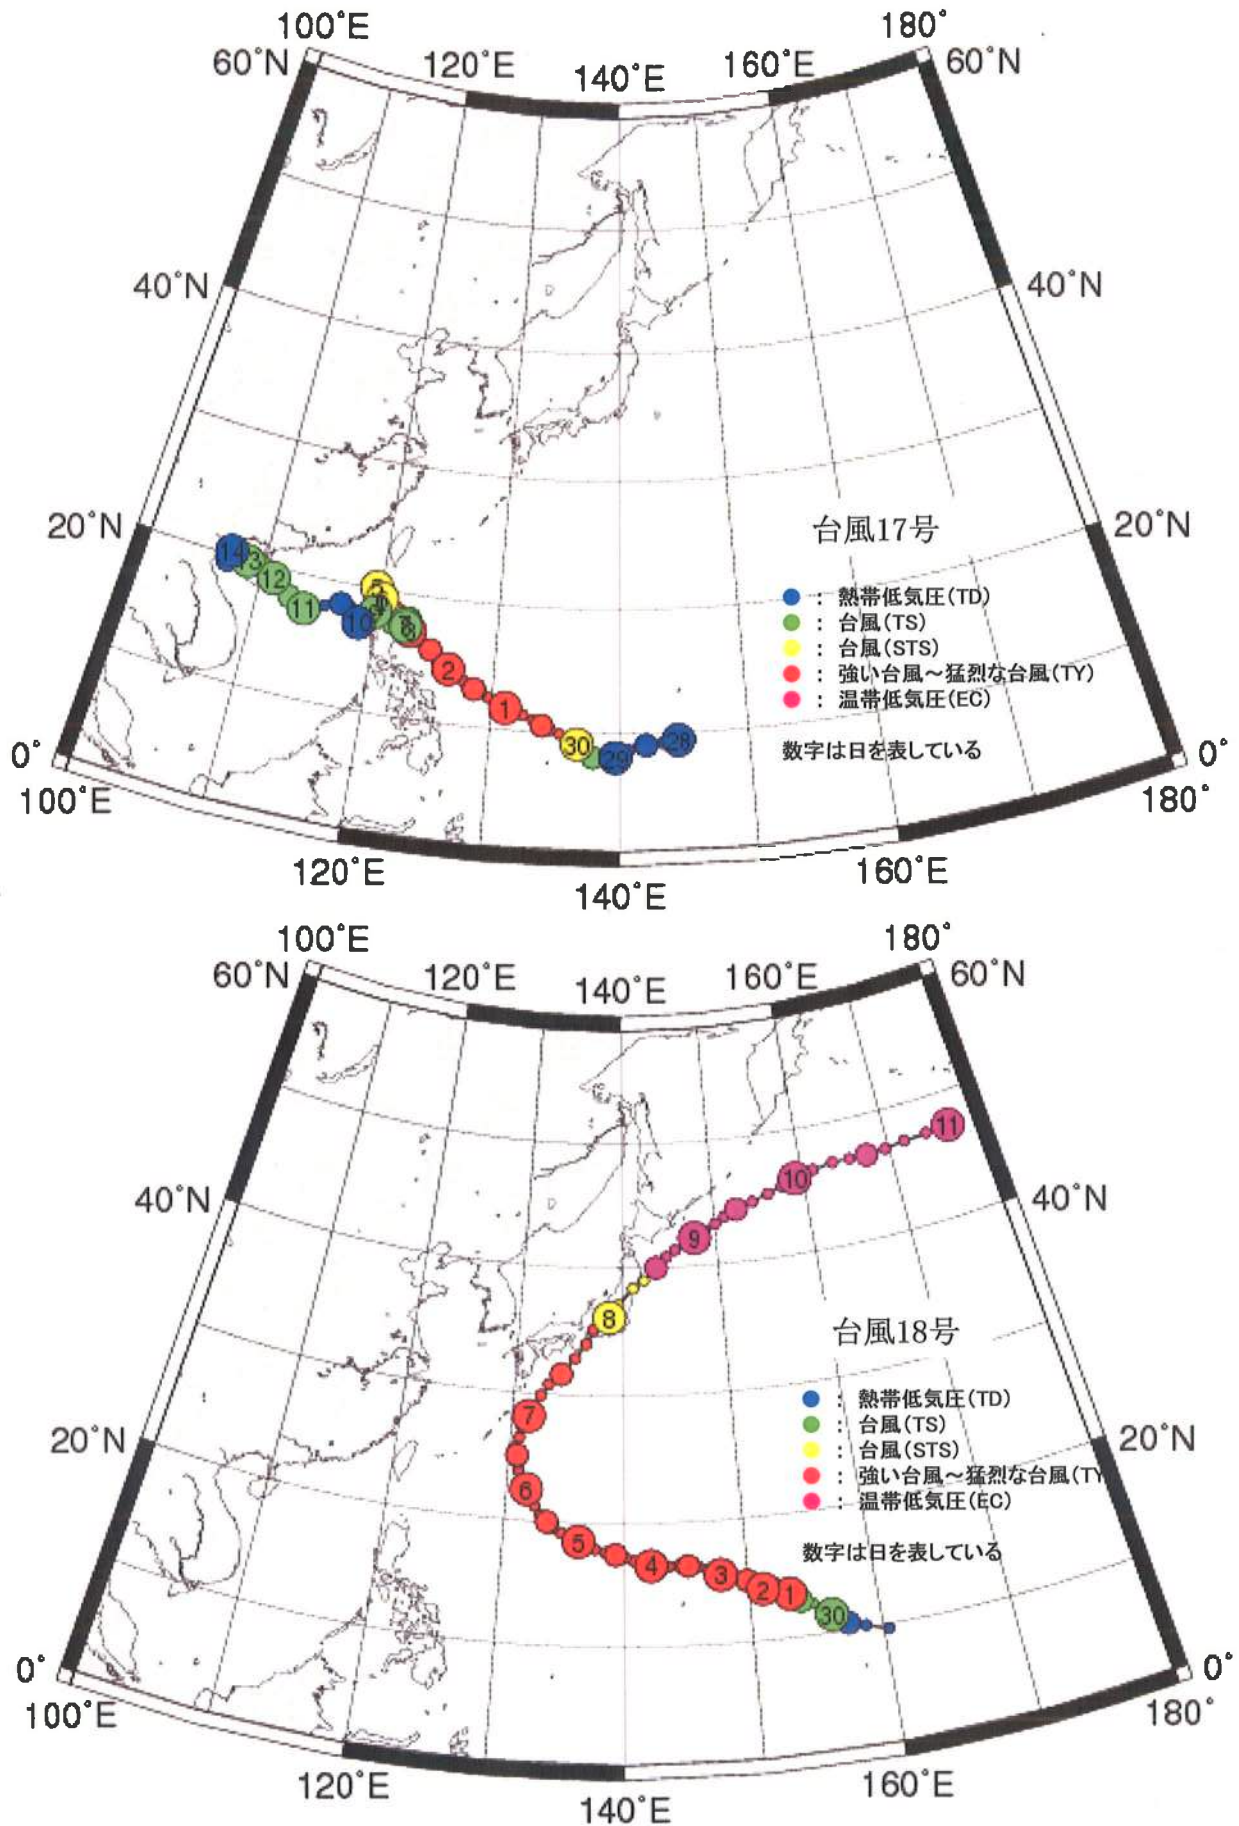 100°E
180°
60°N
120°E
140°E
160°E
60°N
40°N
40°N
20°N
20°N
台風17号
: 熱帯低気圧(TD)
: 台風(TS)
: 台風(STS)
: 強い台風～猛烈な台風(TY)
: 温帯低気圧(EC)
数字は日を表している
14
13
12
11
10
5
6
2
1
30
29
28
0°
0°
100°E
180°
120°E
160°E
140°E
100°E
180°
60°N
120°E
140°E
160°E
60°N
11
10
9
40°N
40°N
8
台風18号
7
: 熱帯低気圧(TD)
: 台風(TS)
: 台風(STS)
: 強い台風～猛烈な台風(TY
: 温帯低気圧(EC)
20°N
20°N
6
5
4
3
2
1
30
数字は日を表している
0°
0°
100°E
180°
120°E
160°E
140°E